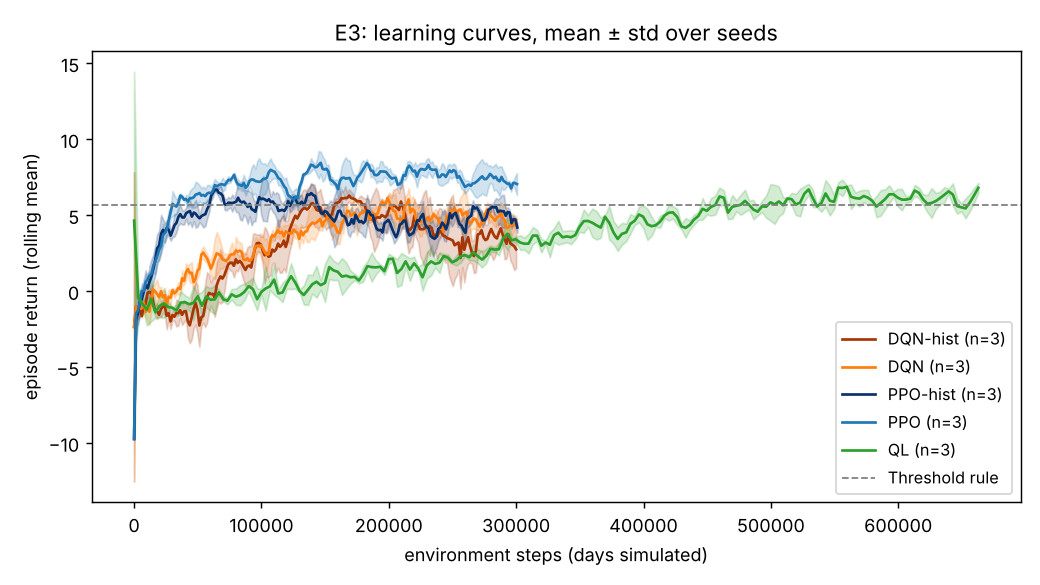 E3: learning curves, mean ± std over seeds
episode return (rolling mean)
15
10
5
0
−5
−10
0
100000
200000
300000
400000
500000
600000
environment steps (days simulated)
DQN-hist (n=3)
DQN (n=3)
PPO-hist (n=3)
PPO (n=3)
QL (n=3)
Threshold rule